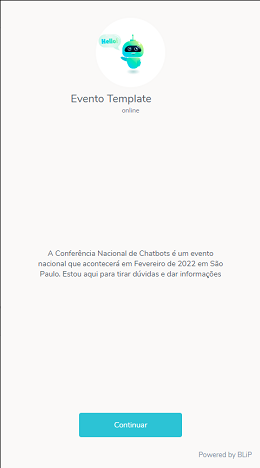 Hello!
Evento Template
online
A Conferência Nacional de Chatbots é um evento
nacional que acontecerá em Fevereiro de 2022 em São
Paulo. Estou aqui para tirar dúvidas e dar informações
Continuar
Powered by BLiP